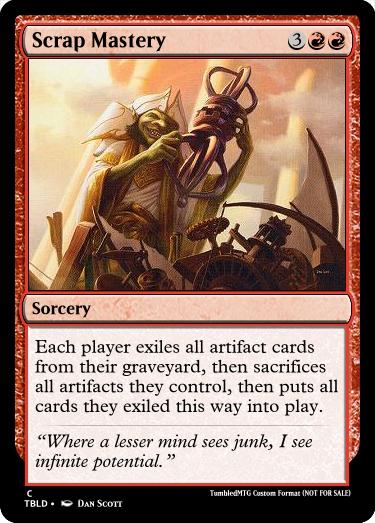 Scrap Mastery 3
Sorcery
Each player exiles all artifact cards
from their graveyard, then sacrifices
all artifacts they control, then puts all
cards they exiled this way into play.
“Where a lesser mind sees junk, I see
infinite potential.”
C
TBLD • Dan Scott
TumbledMTG Custom Format (NOT FOR SALE)